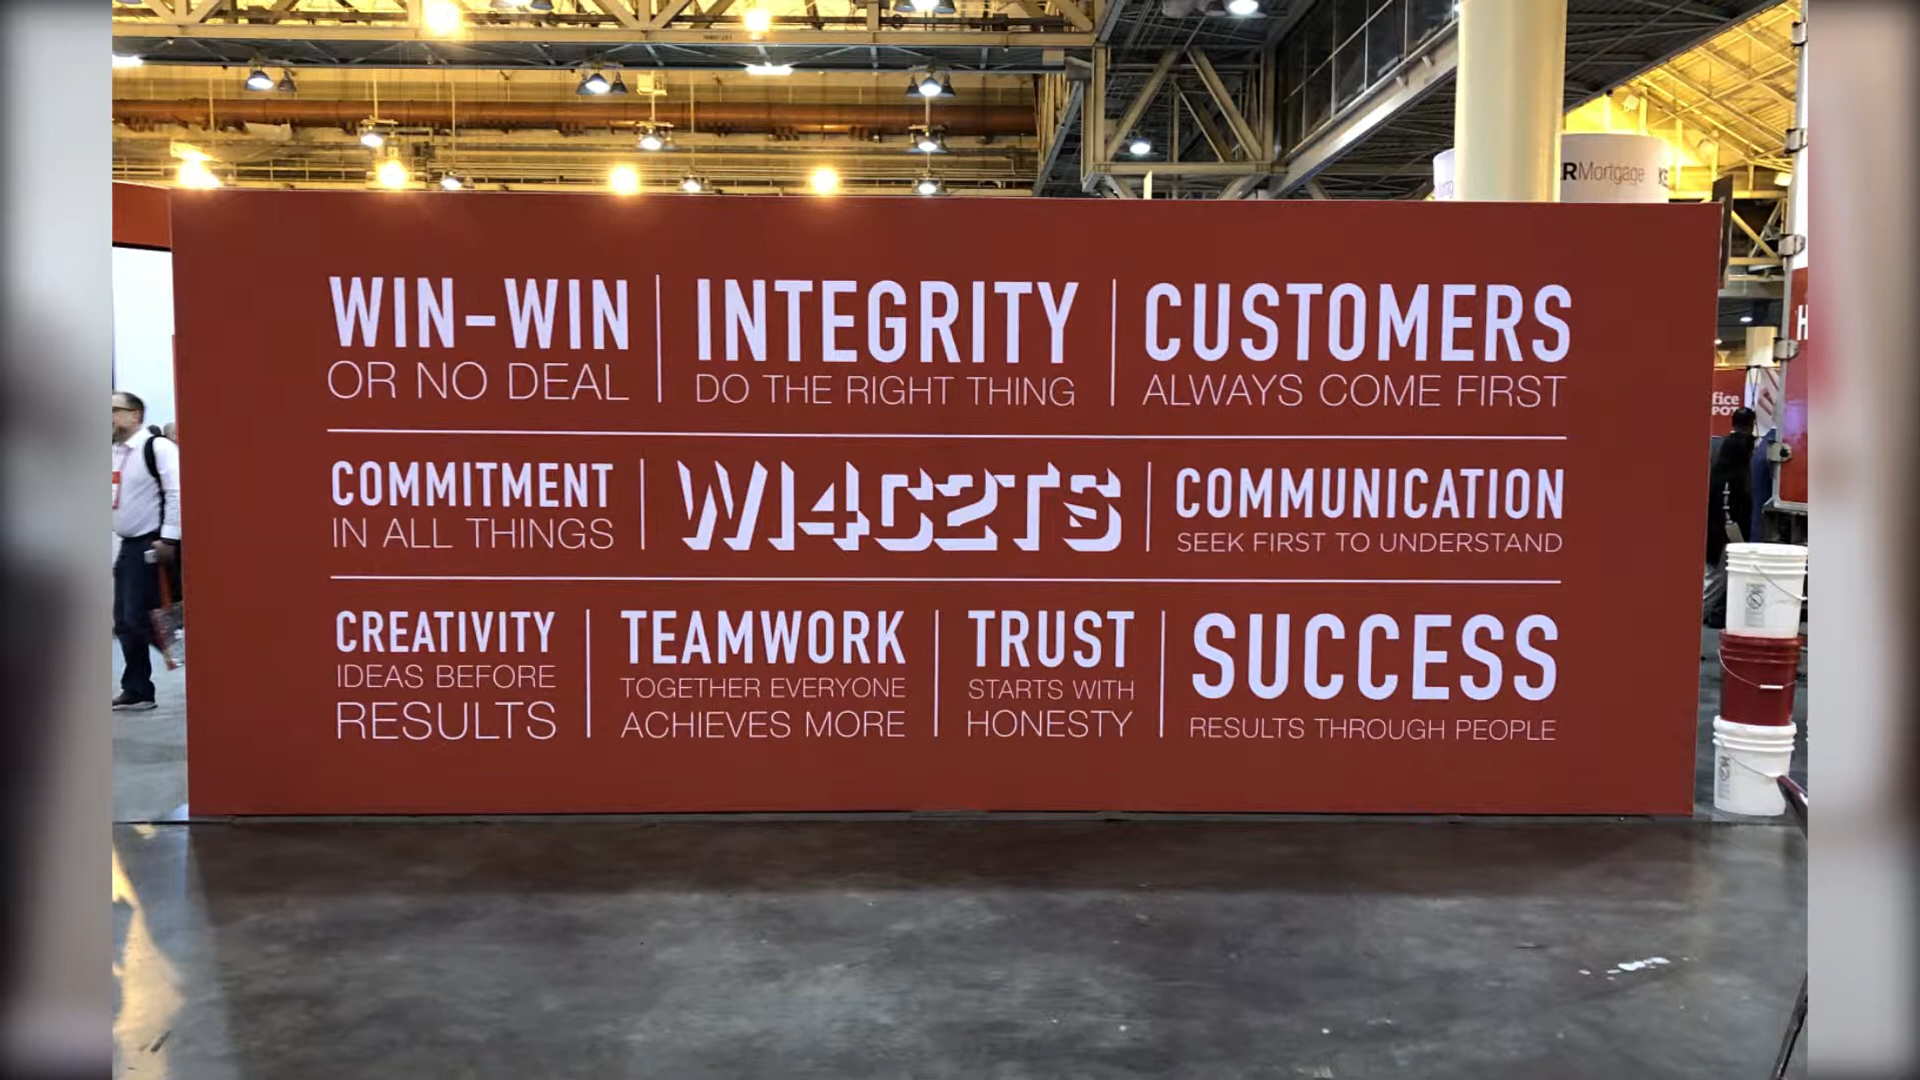 WIN-WIN
OR NO DEAL
INTEGRITY
DO THE RIGHT THING
CUSTOMERS
ALWAYS COME FIRST
COMMITMENT
IN ALL THINGS
WI4C2TS
COMMUNICATION
SEEK FIRST TO UNDERSTAND
CREATIVITY
IDEAS BEFORE
RESULTS
TEAMWORK
TOGETHER EVERYONE
ACHIEVES MORE
TRUST
STARTS WITH
HONESTY
SUCCESS
RESULTS THROUGH PEOPLE
RMortgage